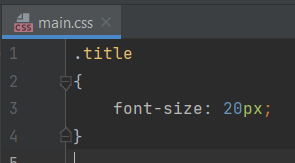 CSS main.css ×
1 .title
2 {
3     font-size: 20px;
4 }
5